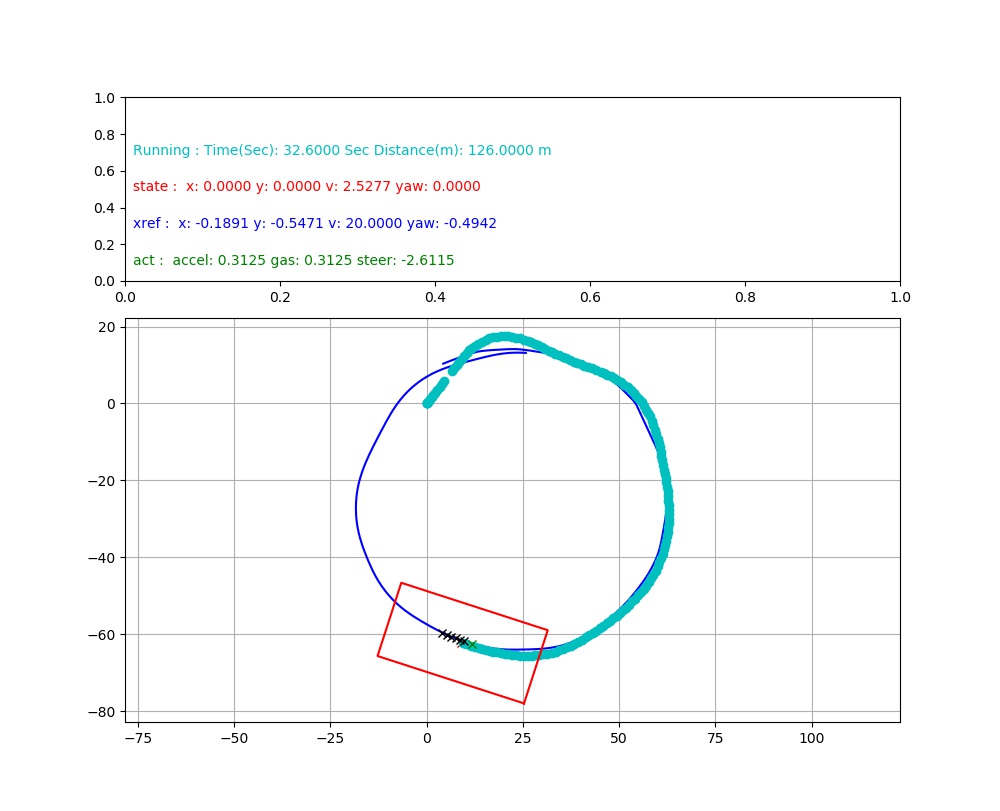 1.0
0.8
Running : Time(Sec): 32.6000 Sec Distance(m): 126.0000 m
0.6
state :  x: 0.0000 y: 0.0000 v: 2.5277 yaw: 0.0000
0.4
xref :  x: -0.1891 y: -0.5471 v: 20.0000 yaw: -0.4942
0.2
act :  accel: 0.3125 gas: 0.3125 steer: -2.6115
0.0
0.0 0.2 0.4 0.6 0.8 1.0
20
0
−20
−40
−60
−80
−75 −50 −25 0 25 50 75 100